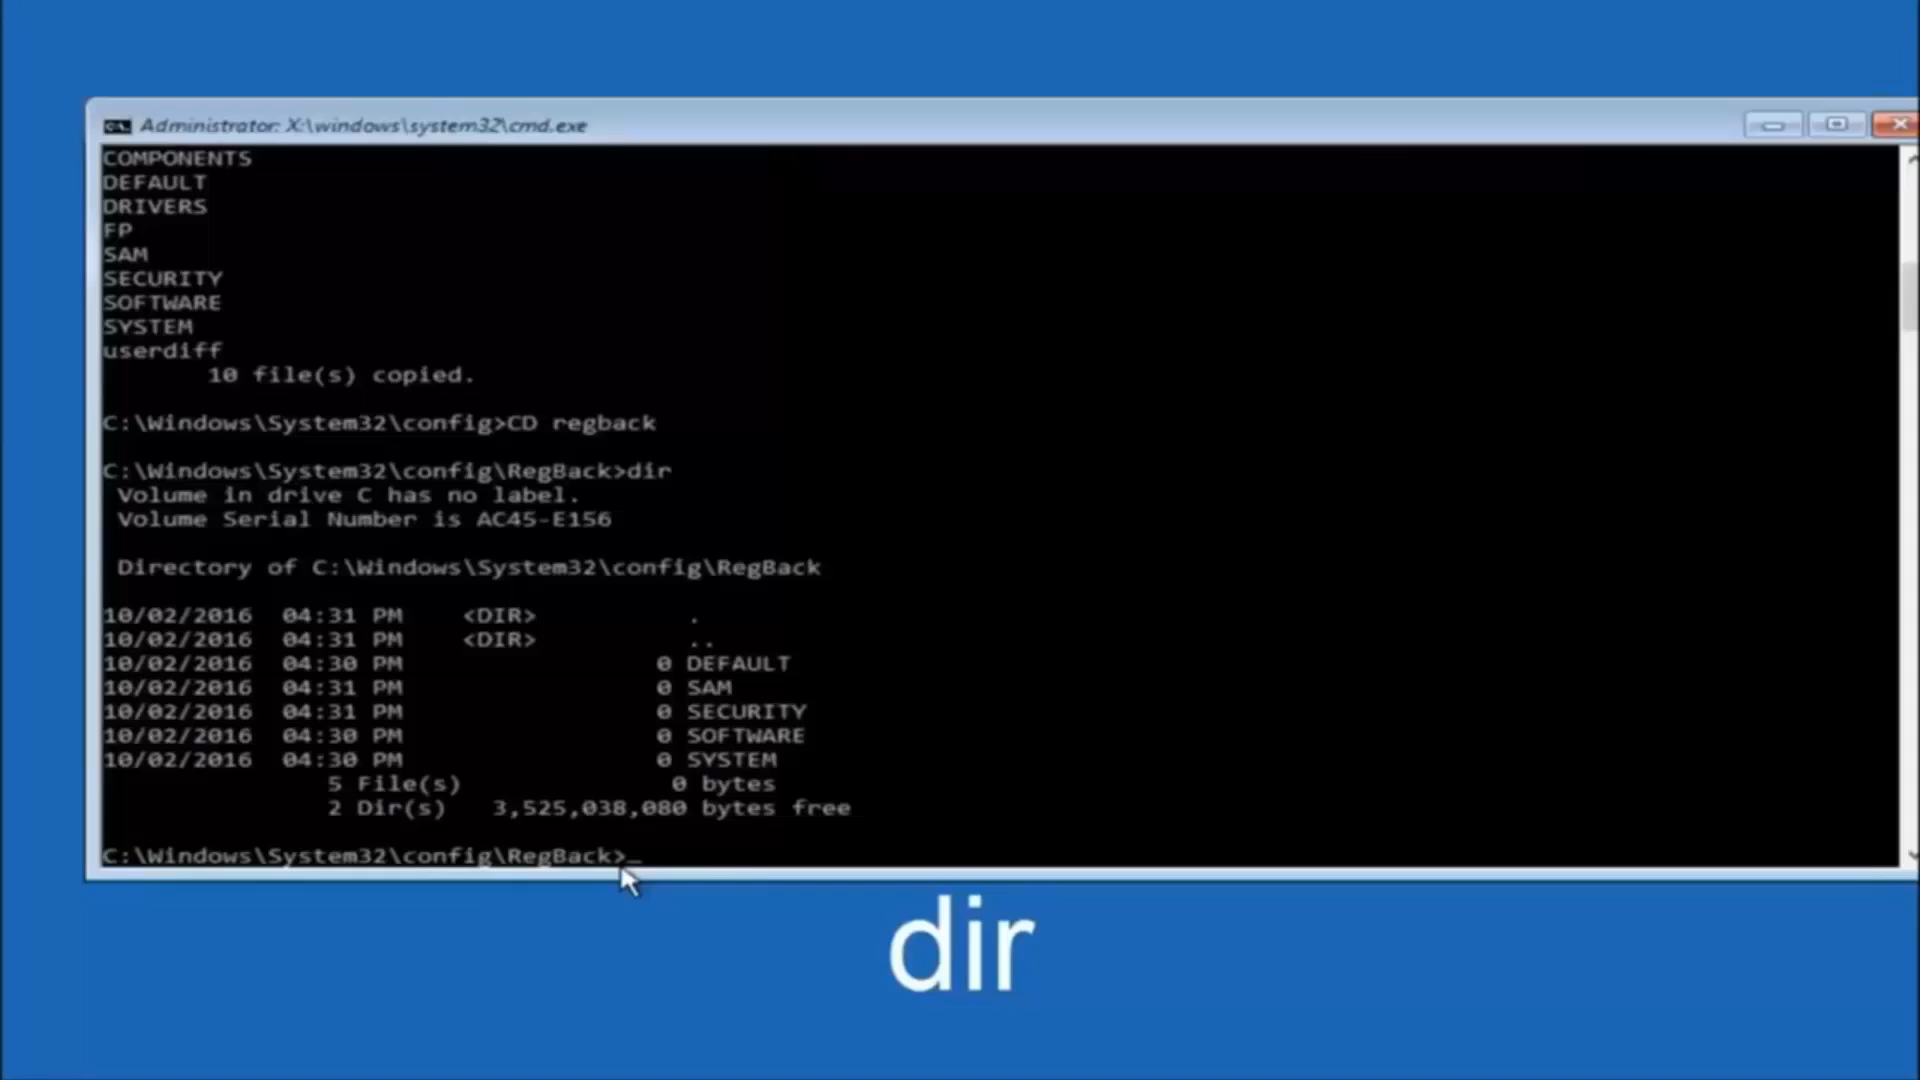 Administrator: X:\windows\system32\cmd.exe
COMPONENTS
DEFAULT
DRIVERS
FP
SAM
SECURITY
SOFTWARE
SYSTEM
userdiff
10 file(s) copied.
C:\Windows\System32\config>CD regback
C:\Windows\System32\config\RegBack>dir
Volume in drive C has no label.
Volume Serial Number is AC45-E156
Directory of C:\Windows\System32\config\RegBack
10/02/2016 04:31 PM <DIR> .
10/02/2016 04:31 PM <DIR> ..
10/02/2016 04:30 PM 0 DEFAULT
10/02/2016 04:31 PM 0 SAM
10/02/2016 04:31 PM 0 SECURITY
10/02/2016 04:30 PM 0 SOFTWARE
10/02/2016 04:30 PM 0 SYSTEM
5 File(s) 0 bytes
2 Dir(s) 3,525,038,080 bytes free
C:\Windows\System32\config\RegBack>_
dir